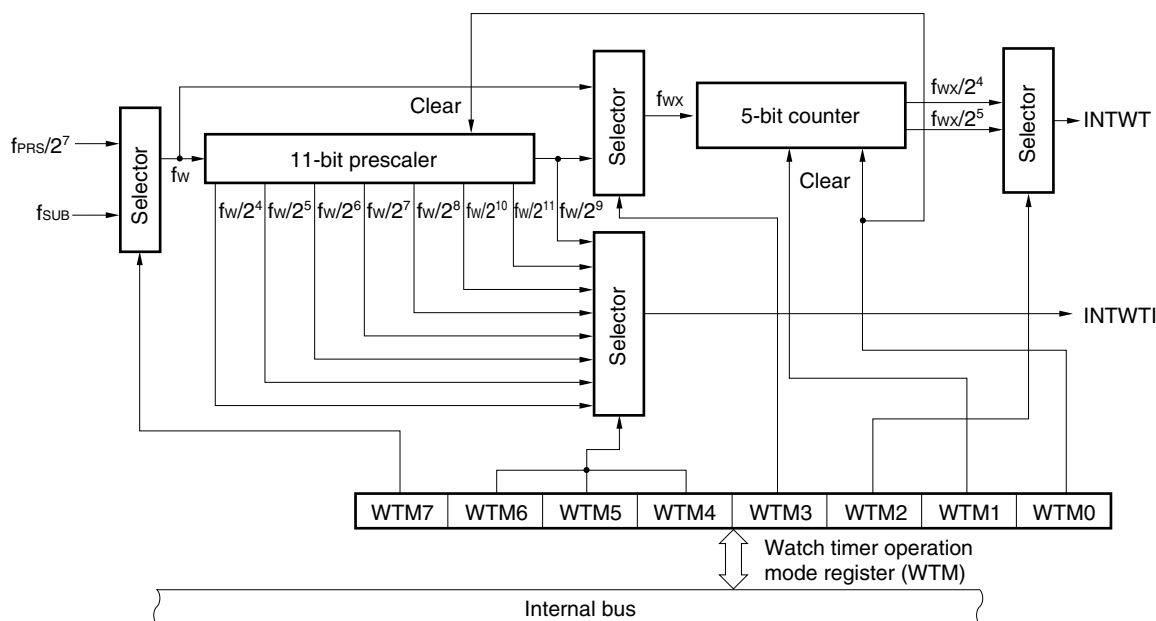 Clear
fPRS/2⁷
fSUB
Selector
fW
11-bit prescaler
Selector
fWX
5-bit counter
Clear
fWX/2⁴
fWX/2⁵
Selector
INTWT
fW/2⁴ fW/2⁵ fW/2⁶ fW/2⁷ fW/2⁸ fW/2¹⁰ fW/2¹¹ fW/2⁹
Selector
INTWTI
WTM7 WTM6 WTM5 WTM4 WTM3 WTM2 WTM1 WTM0
Watch timer operation
mode register (WTM)
Internal bus